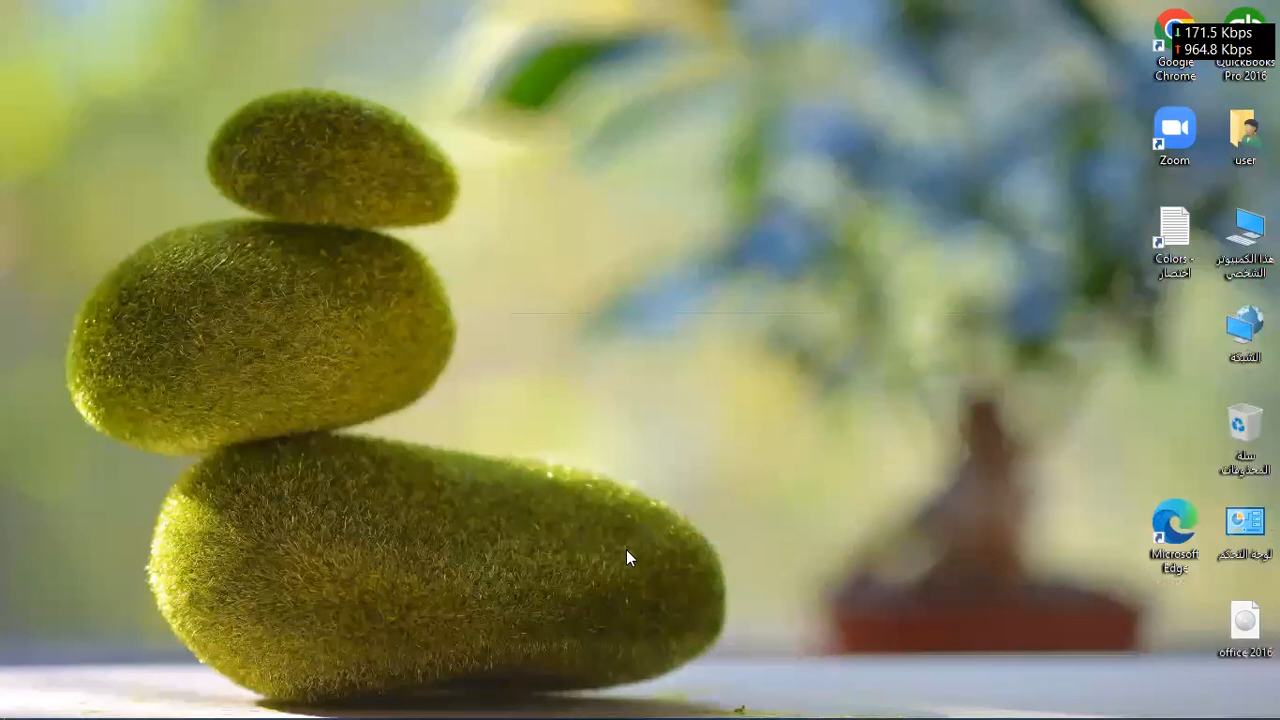 171.5 Kbps
964.8 Kbps
Google
Chrome
QuickBooks
Pro 2016
Zoom
user
Colors -
اختصار
هذا الكمبيوتر
الشخصي
الشبكة
سلة
المحذوفات
Microsoft
Edge
لوحة التحكم
office 2016